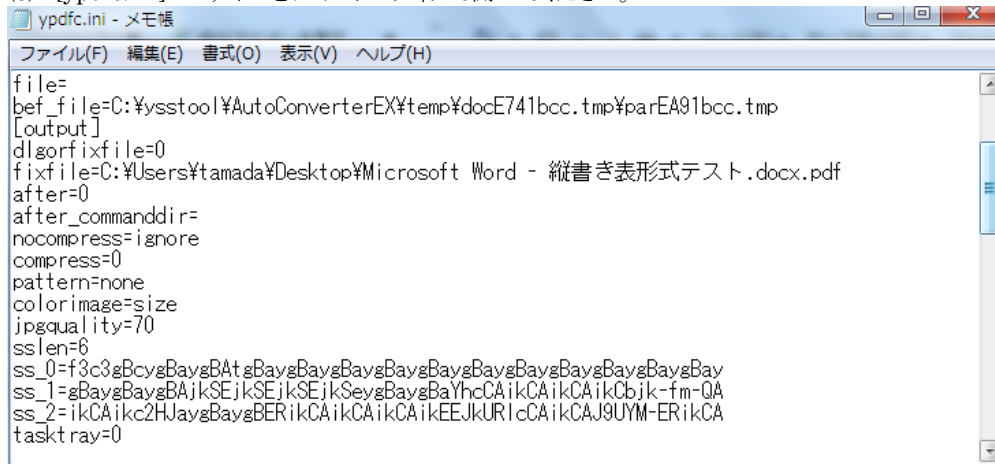 ypdfc.ini - メモ帳
ファイル(F) 編集(E) 書式(O) 表示(V) ヘルプ(H)
file=
bef_file=C:¥ysstool¥AutoConverterEX¥temp¥docE741bcc.tmp¥parEA91bcc.tmp
[output]
dlgorfixfile=0
fixfile=C:¥Users¥tamada¥Desktop¥Microsoft Word - 縦書き表形式テスト.docx.pdf
after=0
after_commanddir=
nocompress=ignore
compress=0
pattern=none
colorimage=size
jpgquality=70
sslen=6
ss_0=f3c3gBcygBaygBAtgBaygBaygBaygBaygBaygBaygBaygBaygBaygBay
ss_1=gBaygBaygBAjkSEjkSEjkSEjkSeygBaygBaYhcCAikCAikCAikCbjk-fm-QA
ss_2=ikCAikc2HJaygBaygBERikCAikCAikCAikEEJkURIcCAikCAJ9UYM-ERikCA
tasktray=0